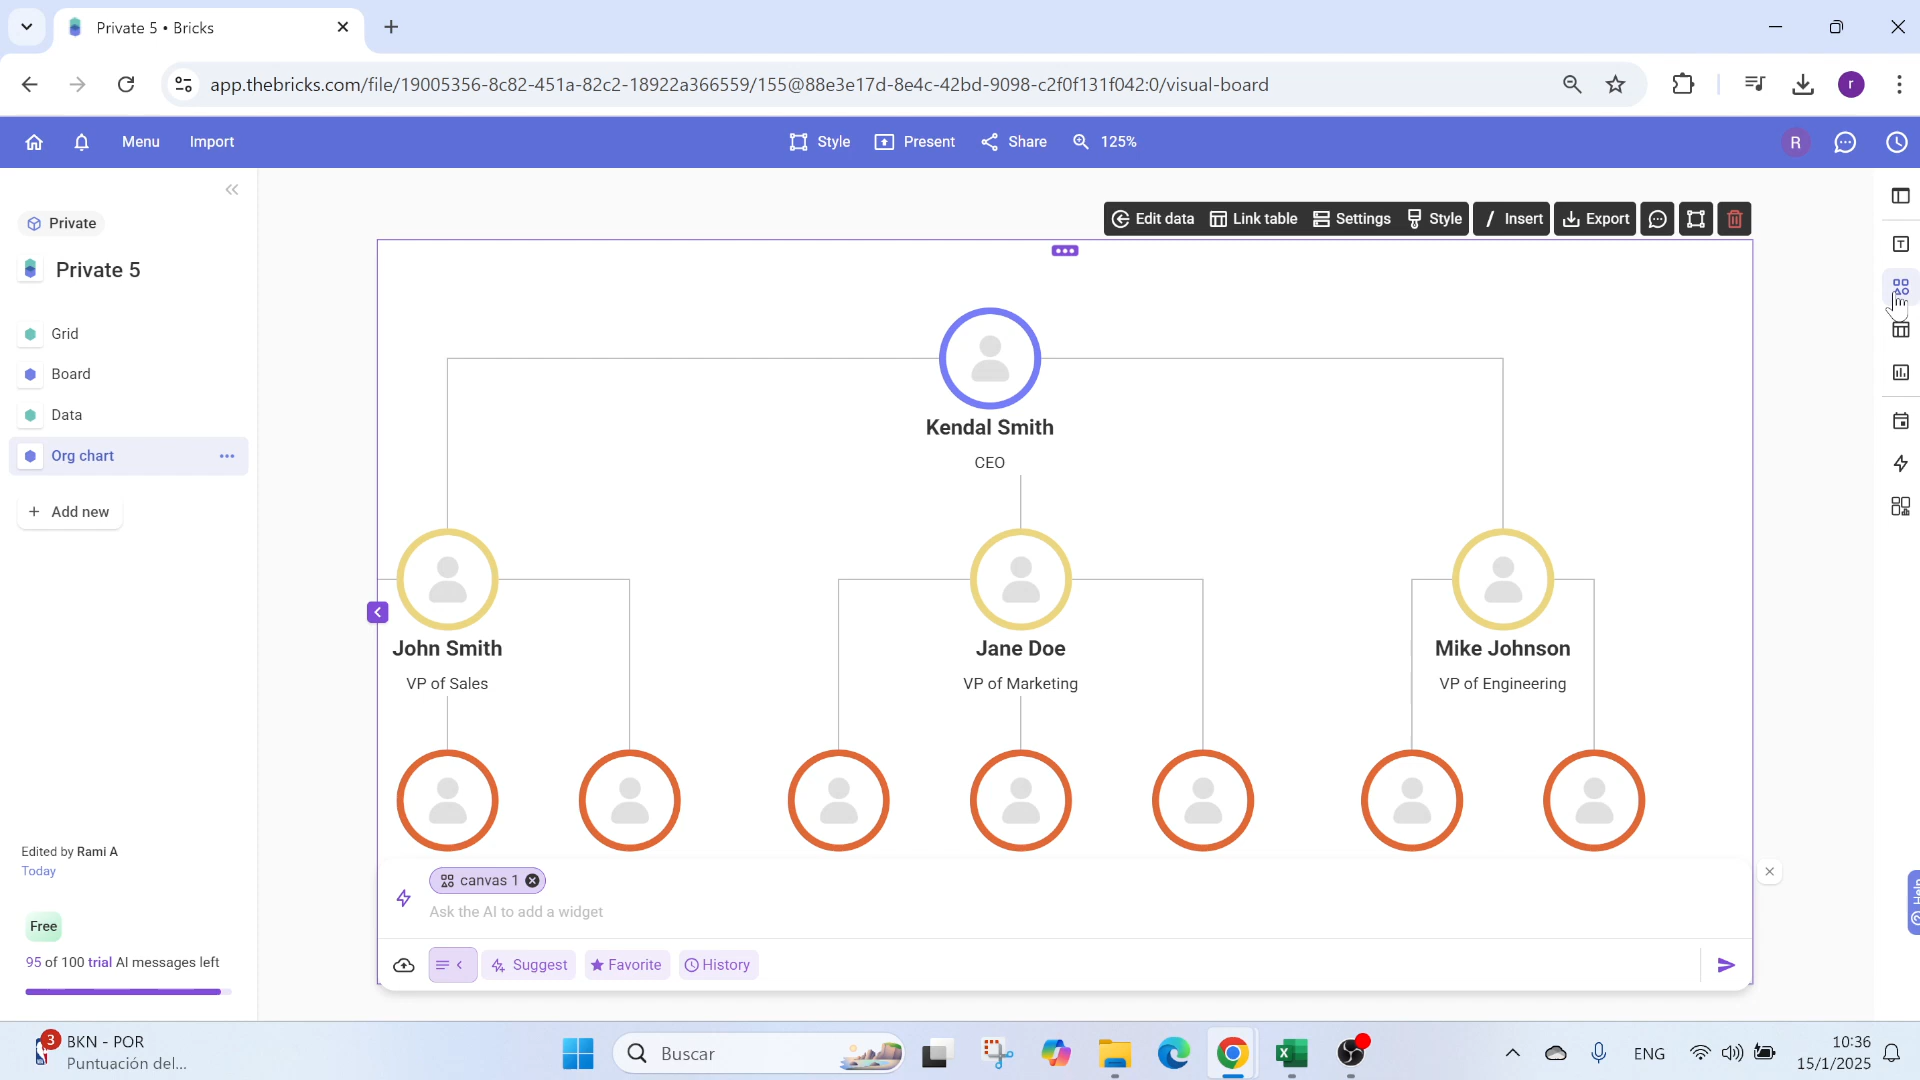 Private 5 • Bricks
app.thebricks.com/file/19005356-8c82-451a-82c2-18922a366559/155@88e3e17d-8e4c-42bd-9098-c2f0f131f042:0/visual-board
r
Menu Import Style Present Share 125% R
Private
Private 5
Grid
Board
Data
Org chart
+ Add new
Edit data Link table Settings Style Insert Export
Kendal Smith
CEO
John Smith Jane Doe Mike Johnson
VP of Sales VP of Marketing VP of Engineering
canvas 1
Ask the AI to add a widget
Suggest Favorite History
Edited by Rami A
Today
Free
95 of 100 trial AI messages left
Help
3 BKN - POR
Puntuación del...
Buscar
ENG
10:36
15/1/2025